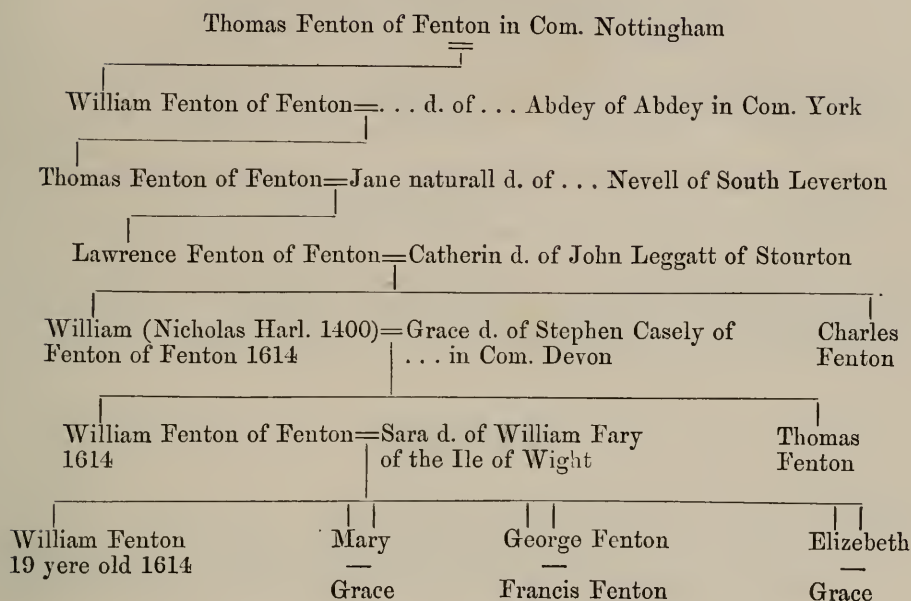 Thomas Fenton of Fenton in Com. Nottingham
William Fenton of Fenton=. . . d. of . . . Abdey of Abdey in Com. York
Thomas Fenton of Fenton=Jane naturall d. of . . . Nevell of South Leverton
Lawrence Fenton of Fenton=Catherin d. of John Leggatt of Stourton
William (Nicholas Harl. 1400)=Grace d. of Stephen Casely of
Fenton of Fenton 1614
. . . in Com. Devon
Charles
Fenton
William Fenton of Fenton=Sara d. of William Fary
1614
of the Ile of Wight
Thomas
Fenton
William Fenton
19 yere old 1614
Mary
—
Grace
George Fenton
—
Francis Fenton
Elizebeth
—
Grace